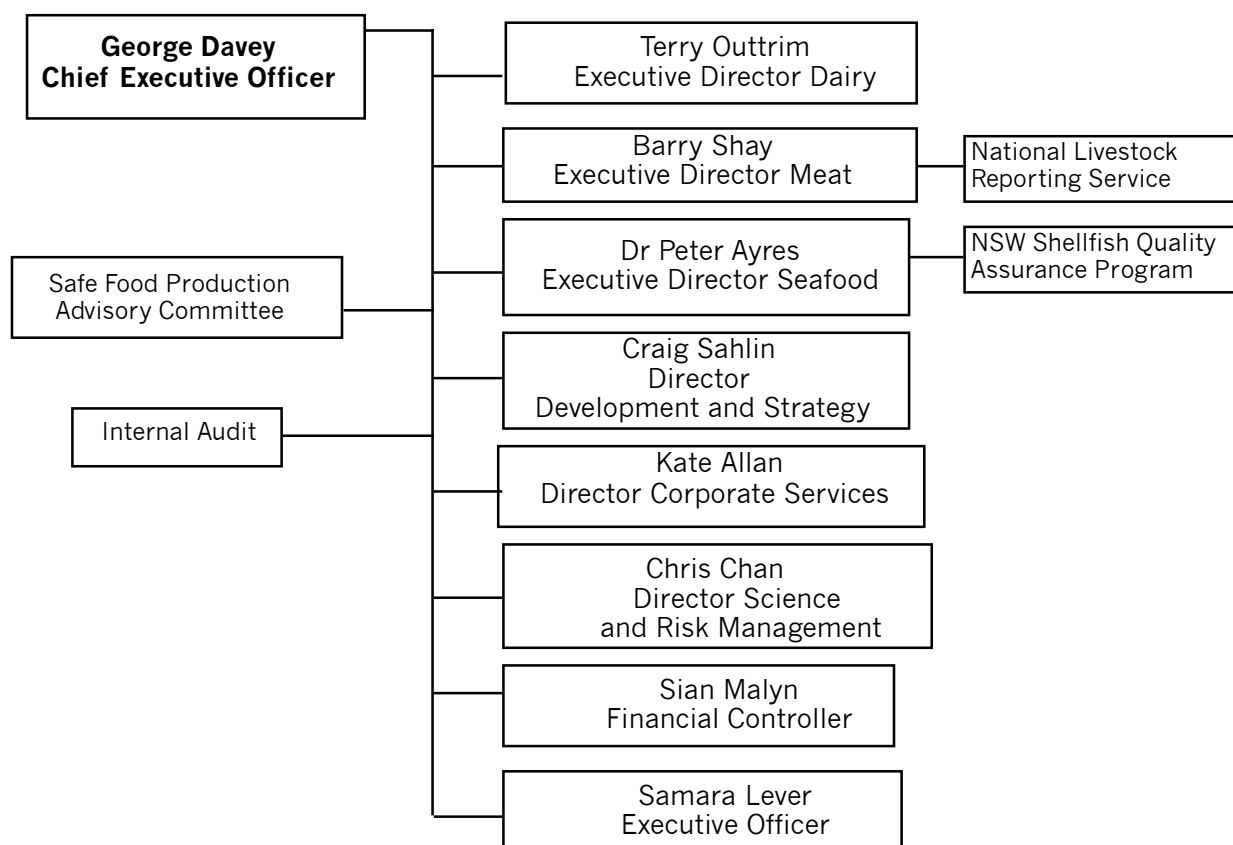 George Davey
Chief Executive Officer
Terry Outtrim
Executive Director Dairy
Barry Shay
Executive Director Meat
National Livestock
Reporting Service
Dr Peter Ayres
Executive Director Seafood
NSW Shellfish Quality
Assurance Program
Safe Food Production
Advisory Committee
Craig Sahlin
Director
Development and Strategy
Internal Audit
Kate Allan
Director Corporate Services
Chris Chan
Director Science
and Risk Management
Sian Malyn
Financial Controller
Samara Lever
Executive Officer